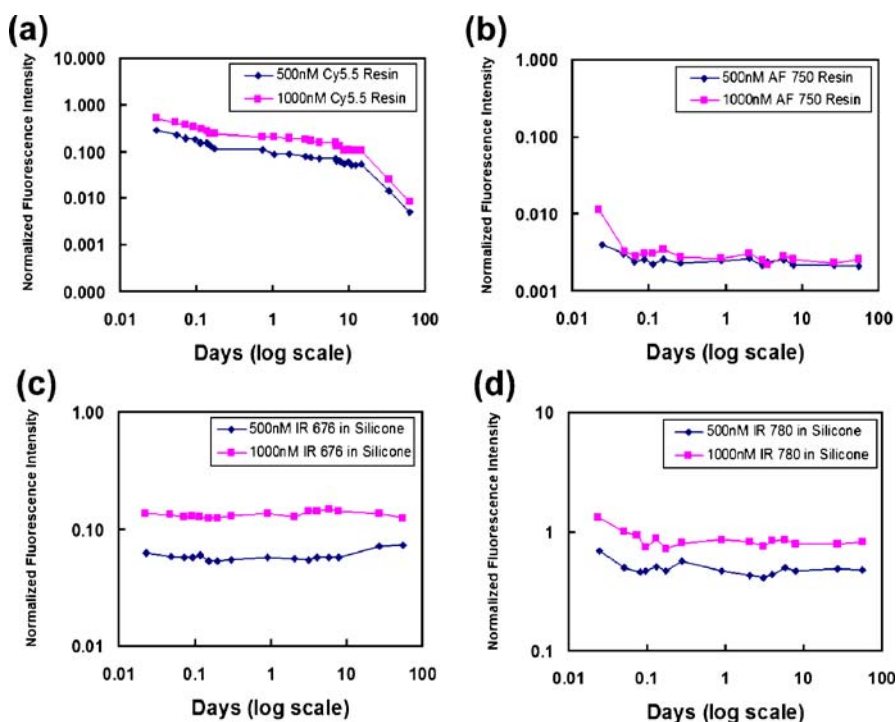 (a)
Normalized Fluorescence Intensity
10.000
1.000
0.100
0.010
0.001
0.000
500nM Cy5.5 Resin
1000nM Cy5.5 Resin
0.01 0.1 1 10 100
Days (log scale)
(b)
Normalized Fluorescence Intensity
1.000
0.100
0.010
0.001
500nM AF 750 Resin
1000nM AF 750 Resin
0.01 0.1 1 10 100
Days (log scale)
(c)
Normalized Fluorescence Intensity
1.00
0.10
0.01
500nM IR 676 in Silicone
1000nM IR 676 in Silicone
0.01 0.1 1 10 100
Days (log scale)
(d)
Normalized Fluorescence Intensity
10
1
0.1
500nM IR 780 in Silicone
1000nM IR 780 in Silicone
0.01 0.1 1 10 100
Days (log scale)